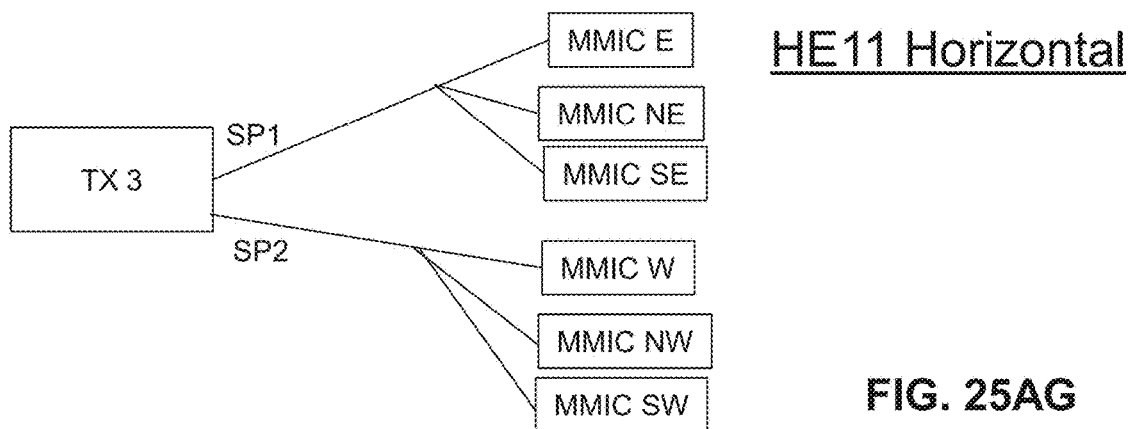 MMIC E
HE11 Horizontal
SP1
MMIC NE
TX 3
MMIC SE
SP2
MMIC W
MMIC NW
MMIC SW
FIG. 25AG